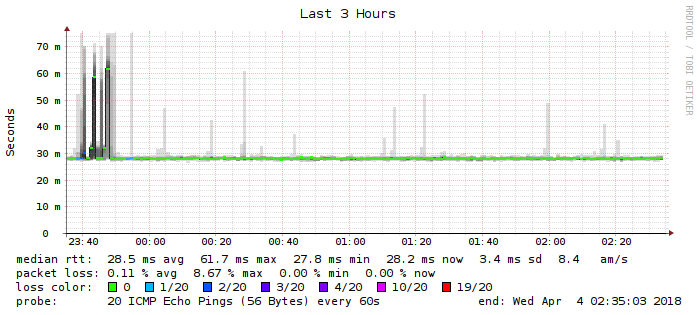 Last 3 Hours
RRDTOOL / TOBI OETIKER
Seconds
70 m
60 m
50 m
40 m
30 m
20 m
10 m
0
23:40 00:00 00:20 00:40 01:00 01:20 01:40 02:00 02:20
median rtt: 28.5 ms avg 61.7 ms max 27.8 ms min 28.2 ms now 3.4 ms sd 8.4 am/s
packet loss: 0.11 % avg 8.67 % max 0.00 % min 0.00 % now
loss color: 0 1/20 2/20 3/20 4/20 10/20 19/20
probe: 20 ICMP Echo Pings (56 Bytes) every 60s end: Wed Apr 4 02:35:03 2018